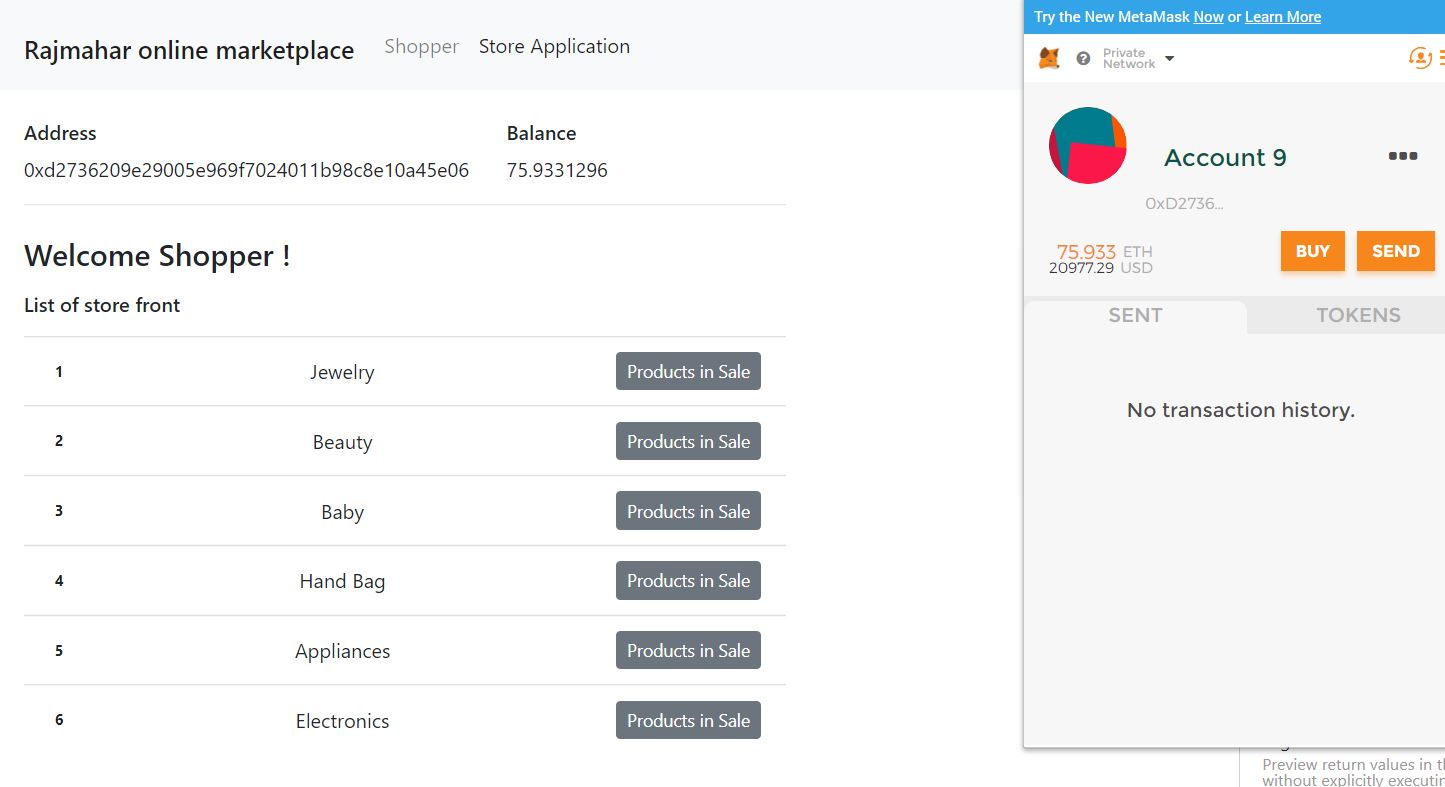 Rajmahar online marketplace Shopper Store Application
Address Balance
0xd2736209e29005e969f7024011b98c8e10a45e06 75.9331296
Welcome Shopper !
List of store front
1 Jewelry Products in Sale
2 Beauty Products in Sale
3 Baby Products in Sale
4 Hand Bag Products in Sale
5 Appliances Products in Sale
6 Electronics Products in Sale
Try the New MetaMask Now or Learn More
? Private
Network
Account 9
0xD2736...
75.933 ETH
20977.29 USD
BUY SEND
SENT TOKENS
No transaction history.
Preview return values in
without explicitly